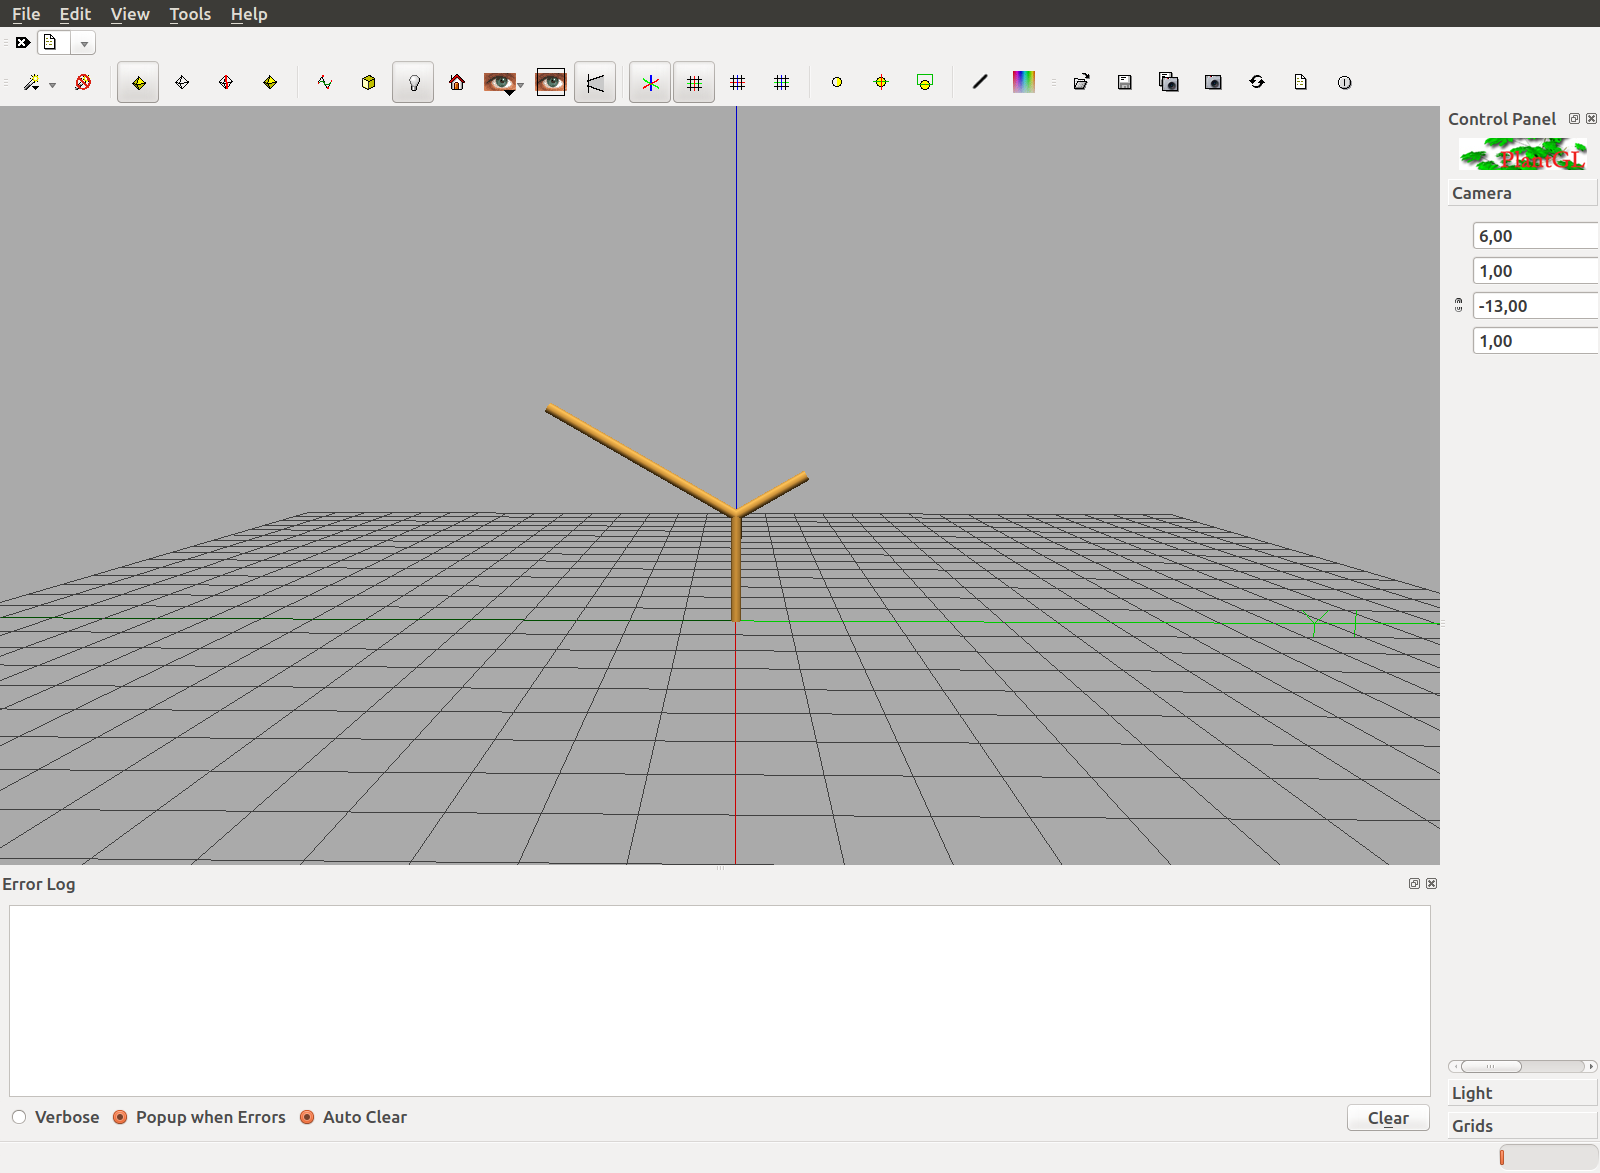 File Edit View Tools Help
Control Panel
PlantGL
Camera
6,00
1,00
-13,00
1,00
Y
Error Log
Verbose Popup when Errors Auto Clear Clear
Light
Grids